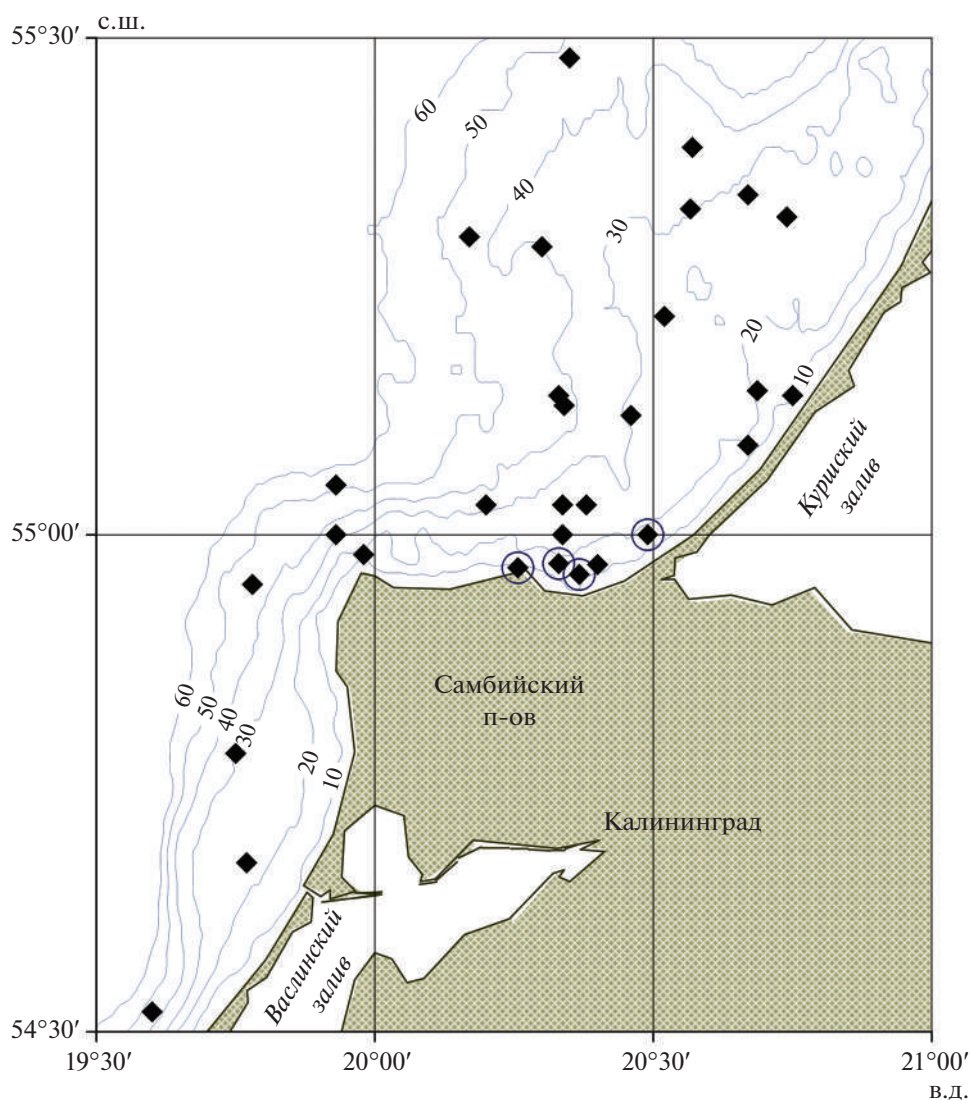 с.ш.
55°30′
60
50
40
30
20
10
Куршский
залив
55°00′
60
50
40
30
20
10
Самбийский
п-ов
Калининград
Васлинский
залив
54°30′
19°30′
20°00′
20°30′
21°00′
в.д.